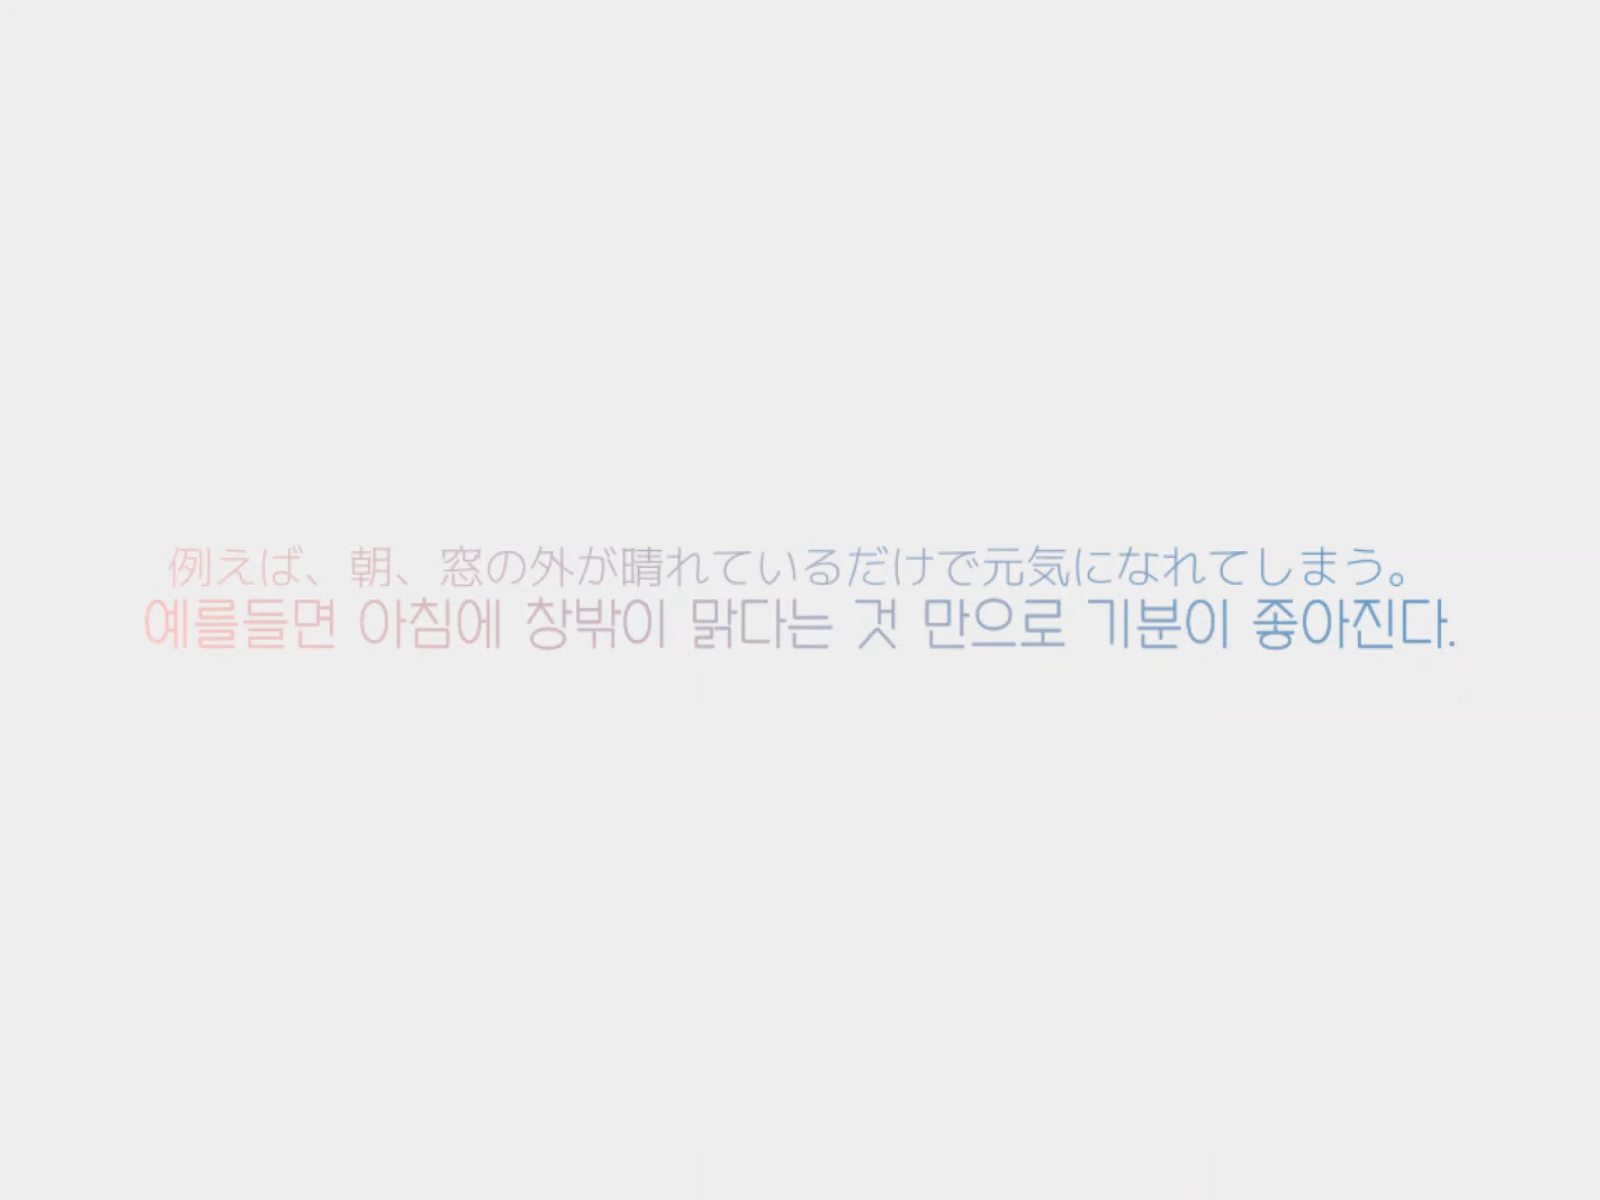 例えば、朝、窓の外が晴れているだけで元気になれてしまう。
예를들면 아침에 창밖이 맑다는 것 만으로 기분이 좋아진다.